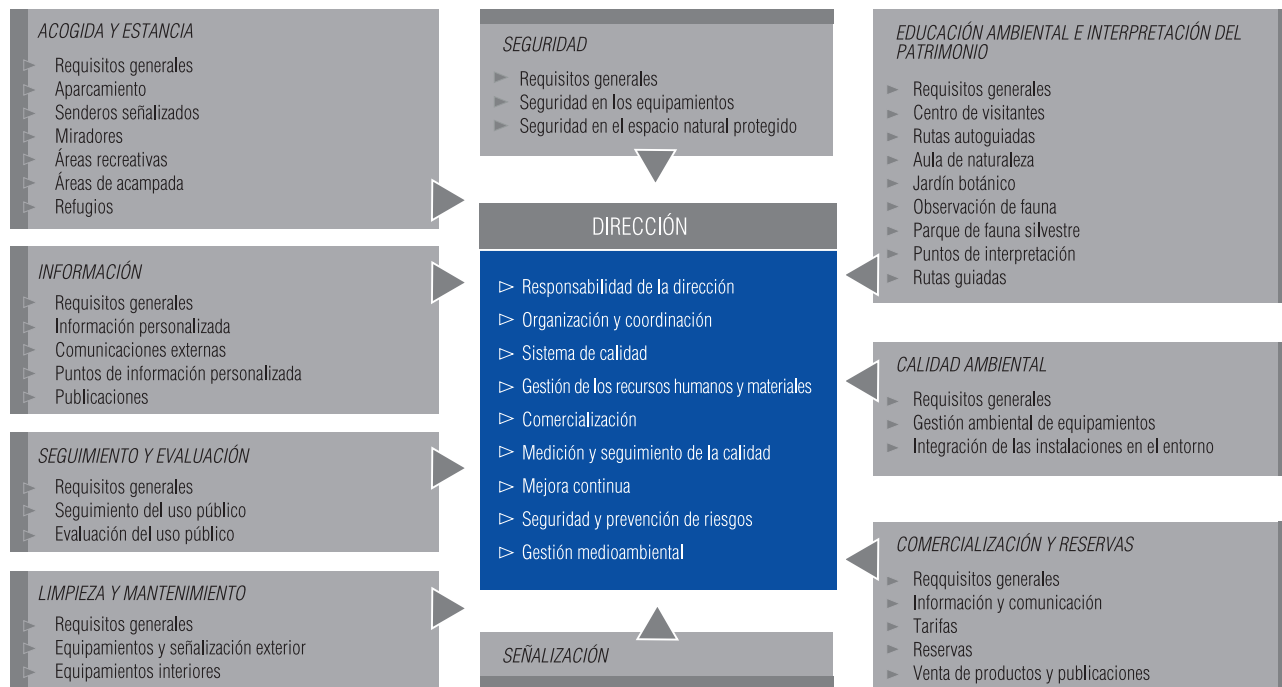 ACOGIDA Y ESTANCIA
Requisitos generales
Aparcamiento
Senderos señalizados
Miradores
Áreas recreativas
Áreas de acampada
Refugios
INFORMACIÓN
Requisitos generales
Información personalizada
Comunicaciones externas
Puntos de información personalizada
Publicaciones
SEGUIMIENTO Y EVALUACIÓN
Requisitos generales
Seguimiento del uso público
Evaluación del uso público
LIMPIEZA Y MANTENIMIENTO
Requisitos generales
Equipamientos y señalización exterior
Equipamientos interiores
SEGURIDAD
Requisitos generales
Seguridad en los equipamientos
Seguridad en el espacio natural protegido
DIRECCIÓN
Responsabilidad de la dirección
Organización y coordinación
Sistema de calidad
Gestión de los recursos humanos y materiales
Comercialización
Medición y seguimiento de la calidad
Mejora continua
Seguridad y prevención de riesgos
Gestión medioambiental
SEÑALIZACIÓN
EDUCACIÓN AMBIENTAL E INTERPRETACIÓN DEL
PATRIMONIO
Requisitos generales
Centro de visitantes
Rutas autoguiadas
Aula de naturaleza
Jardín botánico
Observación de fauna
Parque de fauna silvestre
Puntos de interpretación
Rutas guiadas
CALIDAD AMBIENTAL
Requisitos generales
Gestión ambiental de equipamientos
Integración de las instalaciones en el entorno
COMERCIALIZACIÓN Y RESERVAS
Reqquisitos generales
Información y comunicación
Tarifas
Reservas
Venta de productos y publicaciones